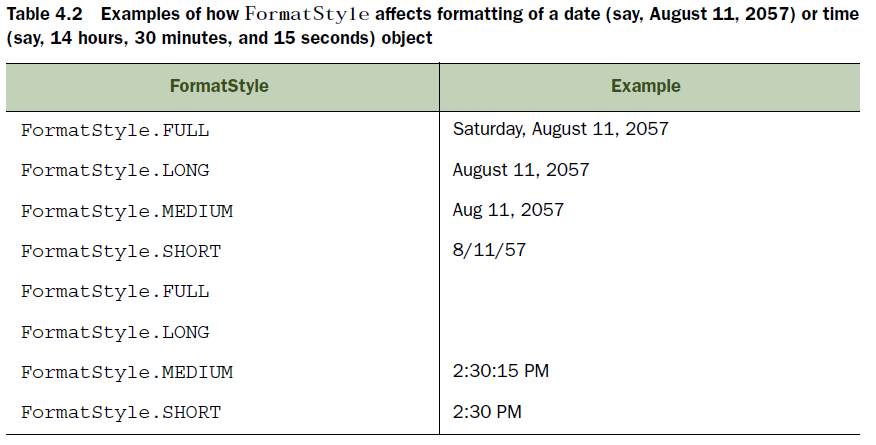 Table 4.2 Examples of how FormatStyle affects formatting of a date (say, August 11, 2057) or time
(say, 14 hours, 30 minutes, and 15 seconds) object
FormatStyle Example
FormatStyle.FULL Saturday, August 11, 2057
FormatStyle.LONG August 11, 2057
FormatStyle.MEDIUM Aug 11, 2057
FormatStyle.SHORT 8/11/57
FormatStyle.FULL
FormatStyle.LONG
FormatStyle.MEDIUM 2:30:15 PM
FormatStyle.SHORT 2:30 PM